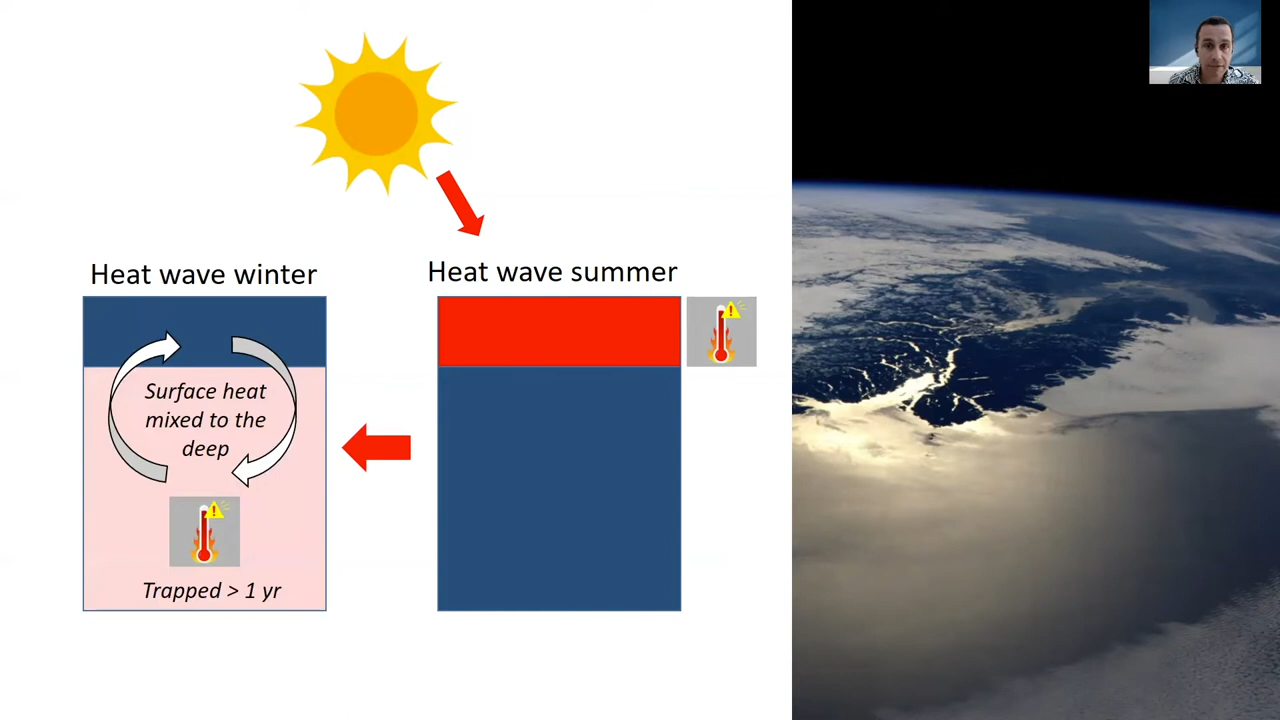 Heat wave winter
Heat wave summer
Surface heat
mixed to the
deep
Trapped > 1 yr